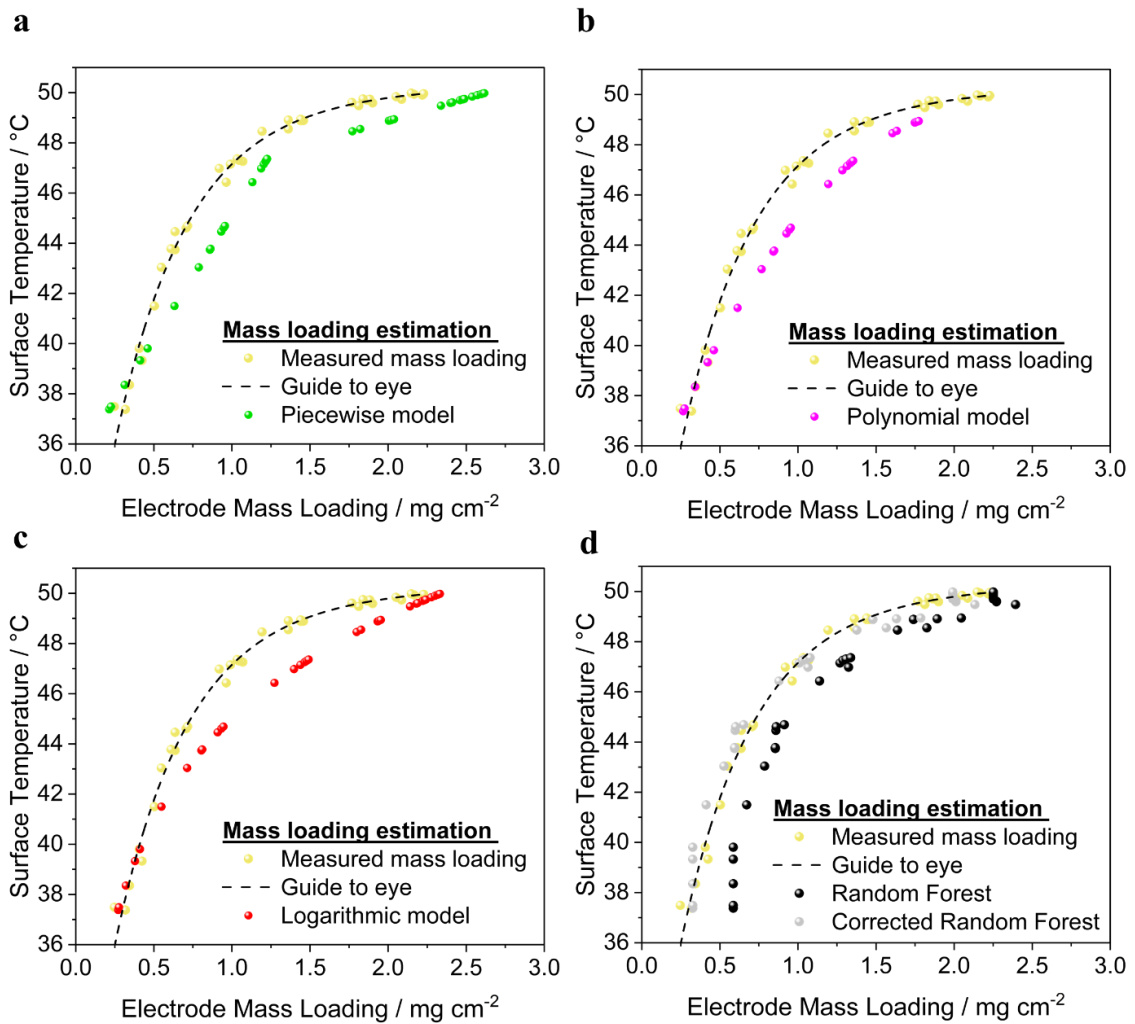 a
Surface Temperature / °C
50
48
46
44
42
40
38
36
Mass loading estimation
Measured mass loading
Guide to eye
Piecewise model
0.0 0.5 1.0 1.5 2.0 2.5 3.0
Electrode Mass Loading / mg cm⁻²
b
Surface Temperature / °C
50
48
46
44
42
40
38
36
Mass loading estimation
Measured mass loading
Guide to eye
Polynomial model
0.0 0.5 1.0 1.5 2.0 2.5 3.0
Electrode Mass Loading / mg cm⁻²
c
Surface Temperature / °C
50
48
46
44
42
40
38
36
Mass loading estimation
Measured mass loading
Guide to eye
Logarithmic model
0.0 0.5 1.0 1.5 2.0 2.5 3.0
Electrode Mass Loading / mg cm⁻²
d
Surface Temperature / °C
50
48
46
44
42
40
38
36
Mass loading estimation
Measured mass loading
Guide to eye
Random Forest
Corrected Random Forest
0.0 0.5 1.0 1.5 2.0 2.5 3.0
Electrode Mass Loading / mg cm⁻²